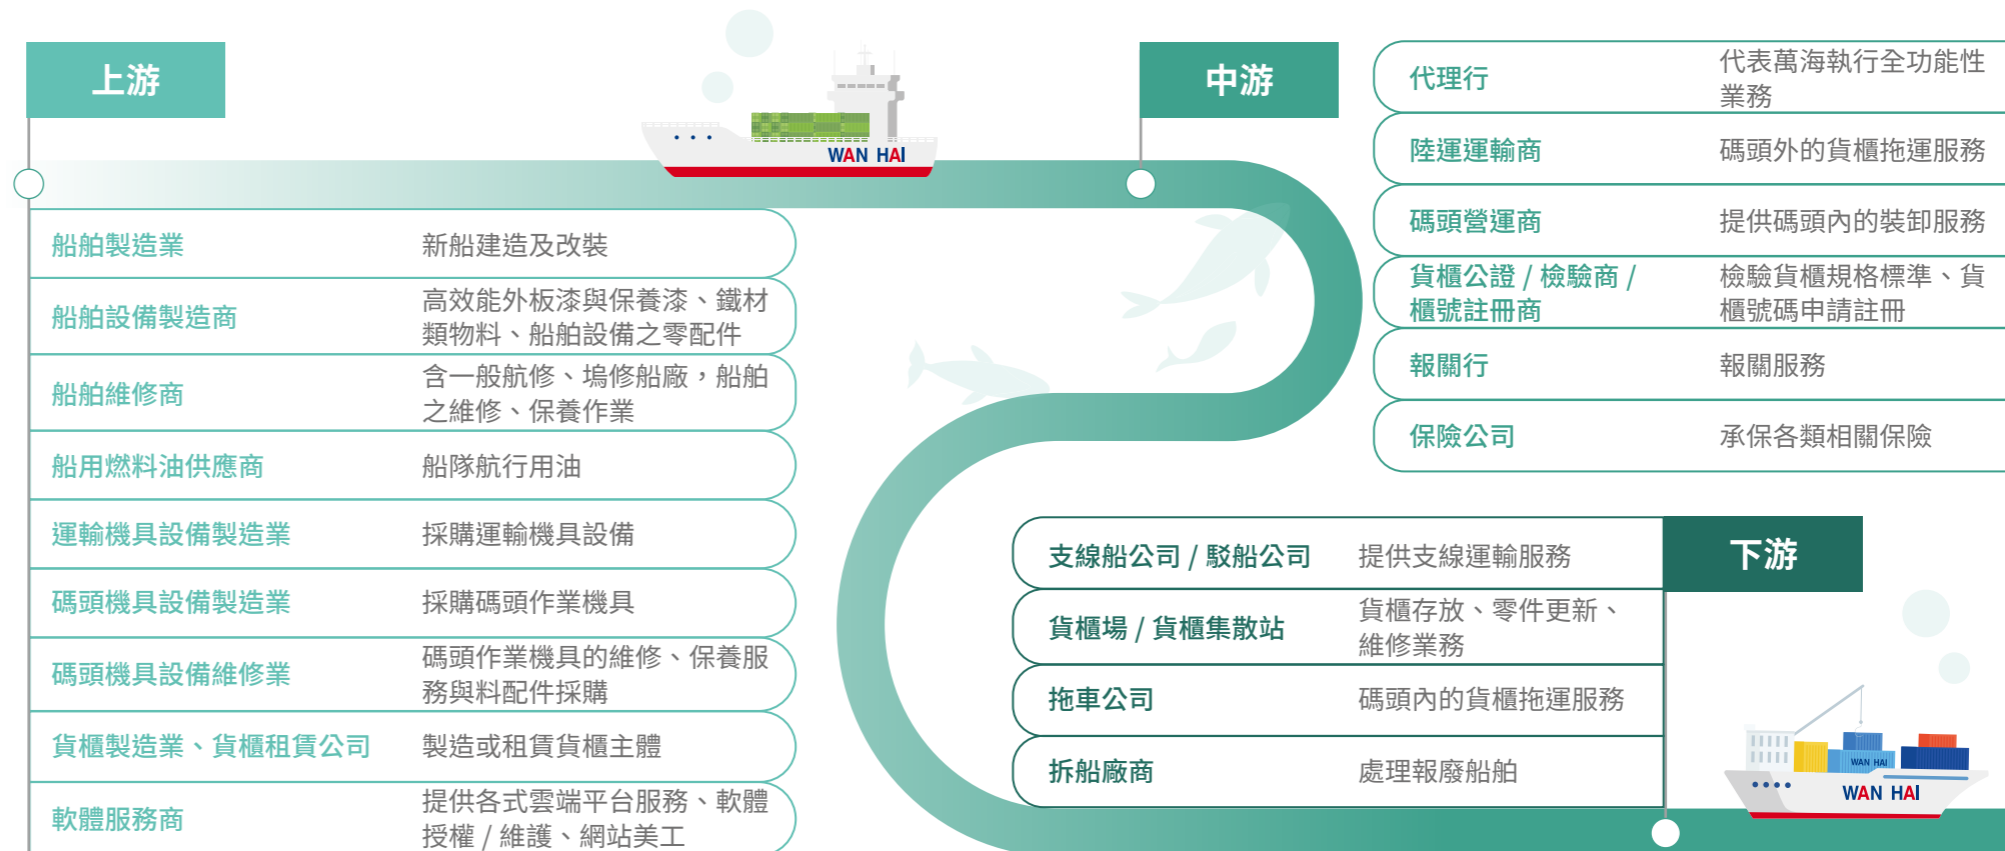 上游
WAN HAI
船舶製造業
新船建造及改裝
船舶設備製造商
高效能外板漆與保養漆、鐵材
類物料、船舶設備之零配件
船舶維修商
含一般航修、塢修船廠，船舶
之維修、保養作業
船用燃料油供應商
船隊航行用油
運輸機具設備製造業
採購運輸機具設備
碼頭機具設備製造業
採購碼頭作業機具
碼頭機具設備維修業
碼頭作業機具的維修、保養服
務與料配件採購
貨櫃製造業、貨櫃租賃公司
製造或租賃貨櫃主體
軟體服務商
提供各式雲端平台服務、軟體
授權 / 維護、網站美工
中游
代理行
代表萬海執行全功能性
業務
陸運運輸商
碼頭外的貨櫃拖運服務
碼頭營運商
提供碼頭內的裝卸服務
貨櫃公證 / 檢驗商 /
櫃號註冊商
檢驗貨櫃規格標準、貨
櫃號碼申請註冊
報關行
報關服務
保險公司
承保各類相關保險
下游
支線船公司 / 駁船公司
提供支線運輸服務
貨櫃場 / 貨櫃集散站
貨櫃存放、零件更新、
維修業務
拖車公司
碼頭內的貨櫃拖運服務
拆船廠商
處理報廢船舶
WAN HAI
WAN HAI